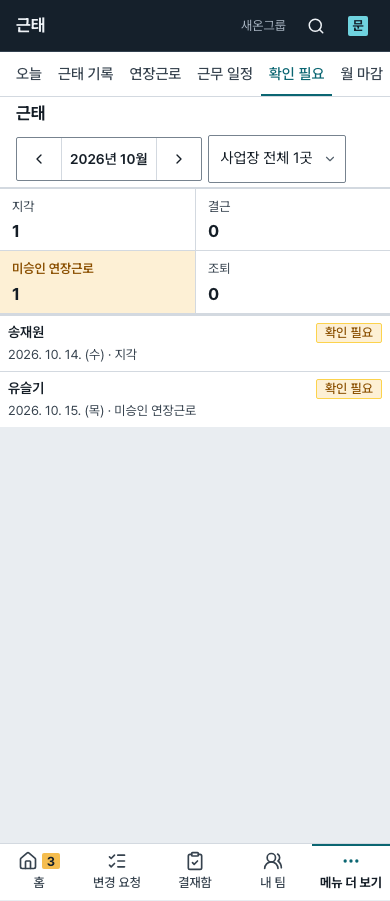 근태
새온그룹
문
오늘 근태 기록 연장근로 근무 일정 확인 필요 월 마감
근태
2026년 10월
사업장 전체 1곳
지각
1
결근
0
미승인 연장근로
1
조퇴
0
송재원
확인 필요
2026. 10. 14. (수) · 지각
유슬기
확인 필요
2026. 10. 15. (목) · 미승인 연장근로
3
홈
변경 요청
결재함
내 팀
메뉴 더 보기